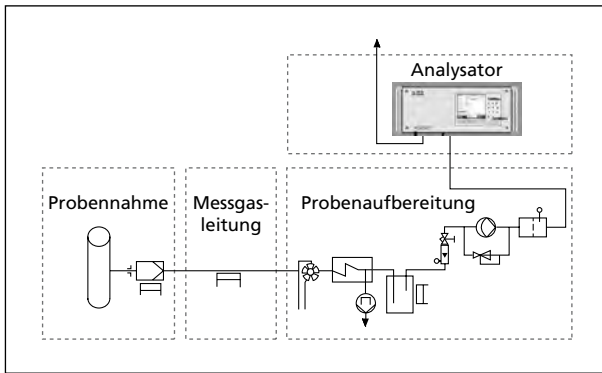 Analysator
Probennahme
Messgas-
leitung
Probenaufbereitung